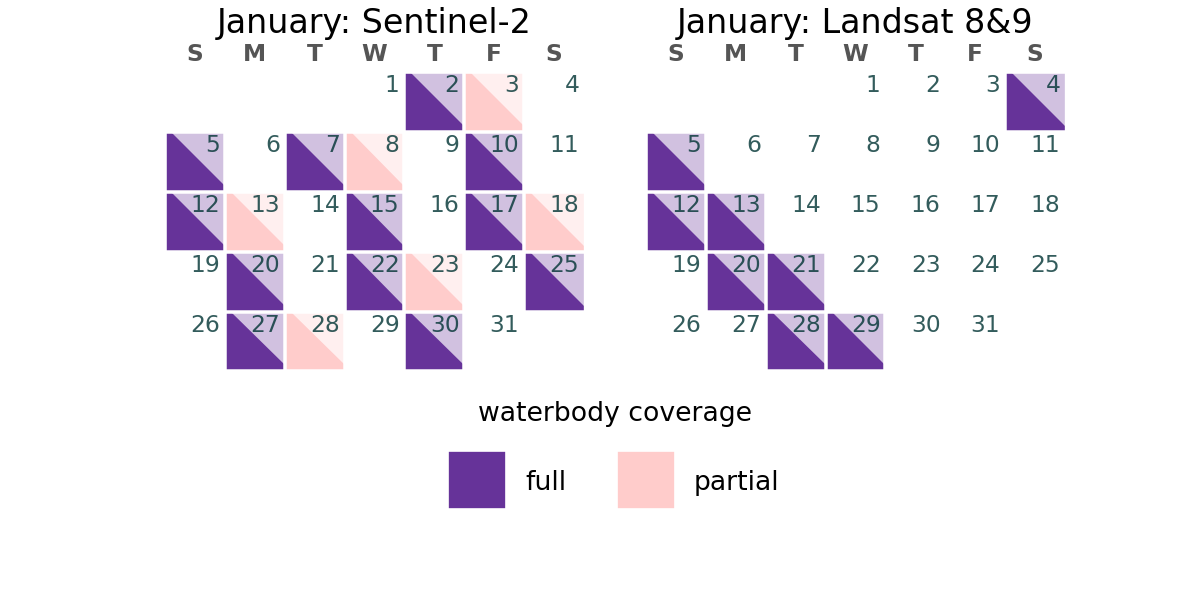 January: Sentinel-2
S M T W T F S
1 2 3 4
5 6 7 8 9 10 11
12 13 14 15 16 17 18
19 20 21 22 23 24 25
26 27 28 29 30 31
January: Landsat 8&9
S M T W T F S
1 2 3 4
5 6 7 8 9 10 11
12 13 14 15 16 17 18
19 20 21 22 23 24 25
26 27 28 29 30 31
waterbody coverage
full partial